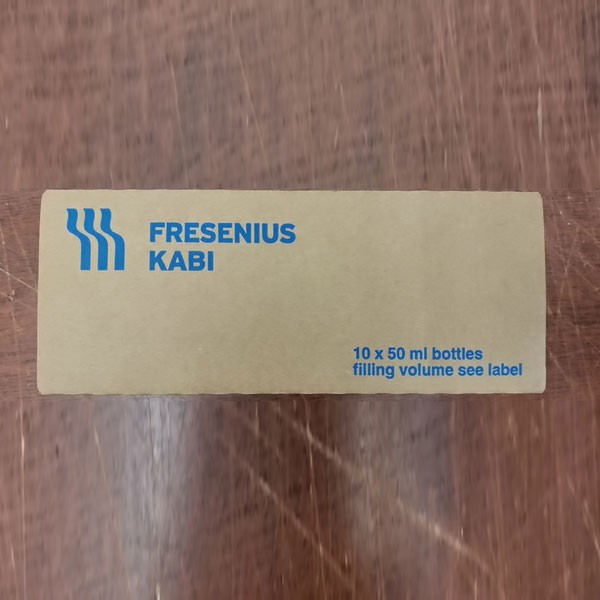 FRESENIUS
KABI
10 x 50 ml bottles
filling volume see label